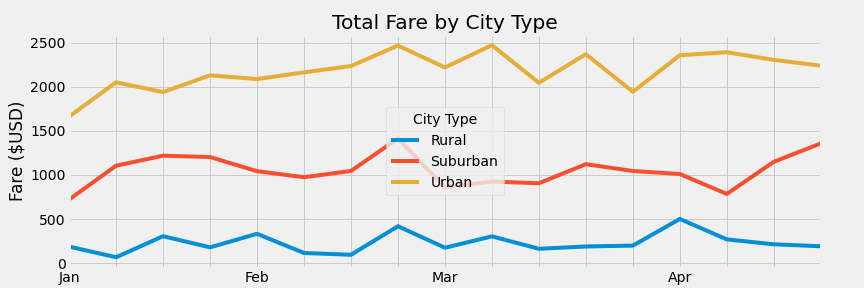 Total Fare by City Type
Fare ($USD)
2500
2000
1500
1000
500
0
City Type
Rural
Suburban
Urban
Jan
Feb
Mar
Apr